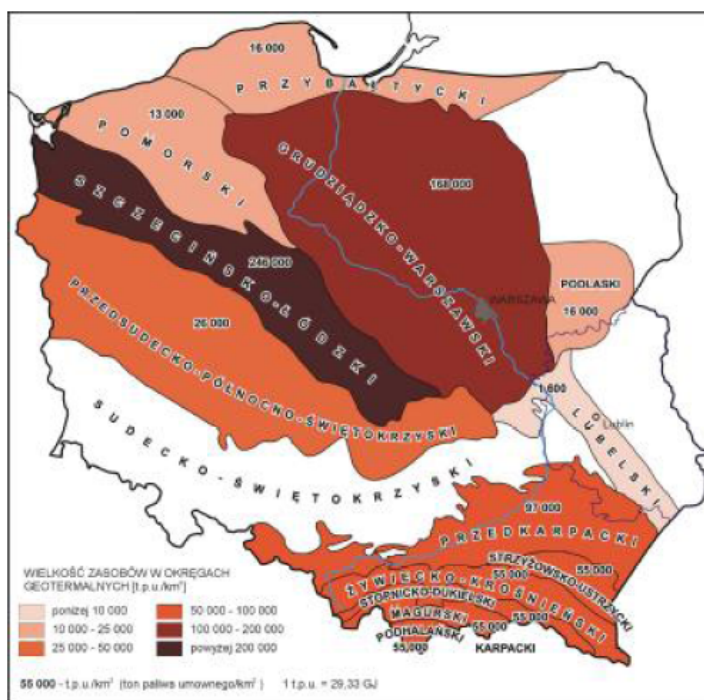 16 000
PRZYBAŁTYCKI
13 000
POMORSKI
GRUDZIĄDZKO-WARSZAWSKI
168 000
SZCZECIŃSKO-ŁÓDZKI
246 000
PODLASKI
16 000
WARSZAWA
26 000
PRZEDSUDECKO-PÓŁNOCNO-ŚWIĘTOKRZYSKI
1 600
Lublin
LUBELSKI
SUDECKO-ŚWIĘTOKRZYSKI
97 000
PRZEDKARPACKI
STRZYŻOWSKO-USTRZYCKI
55 000
ŻYWIECKO-KROŚNIEŃSKI
55 000
STOPNICKO-DUKIELSKI
MAGURSKI
55 000
PODHALAŃSKI
55 000
55 000
KARPACKI
WIELKOŚĆ ZASOBÓW W OKRĘGACH
GEOTERMALNYCH [t.p.u./km²]
poniżej 10 000
50 000 - 100 000
10 000 - 25 000
100 000 - 200 000
25 000 - 50 000
powyżej 200 000
55 000 - t.p.u./km² (ton paliwa umownego/km²) 1 t.p.u. = 29,33 GJ